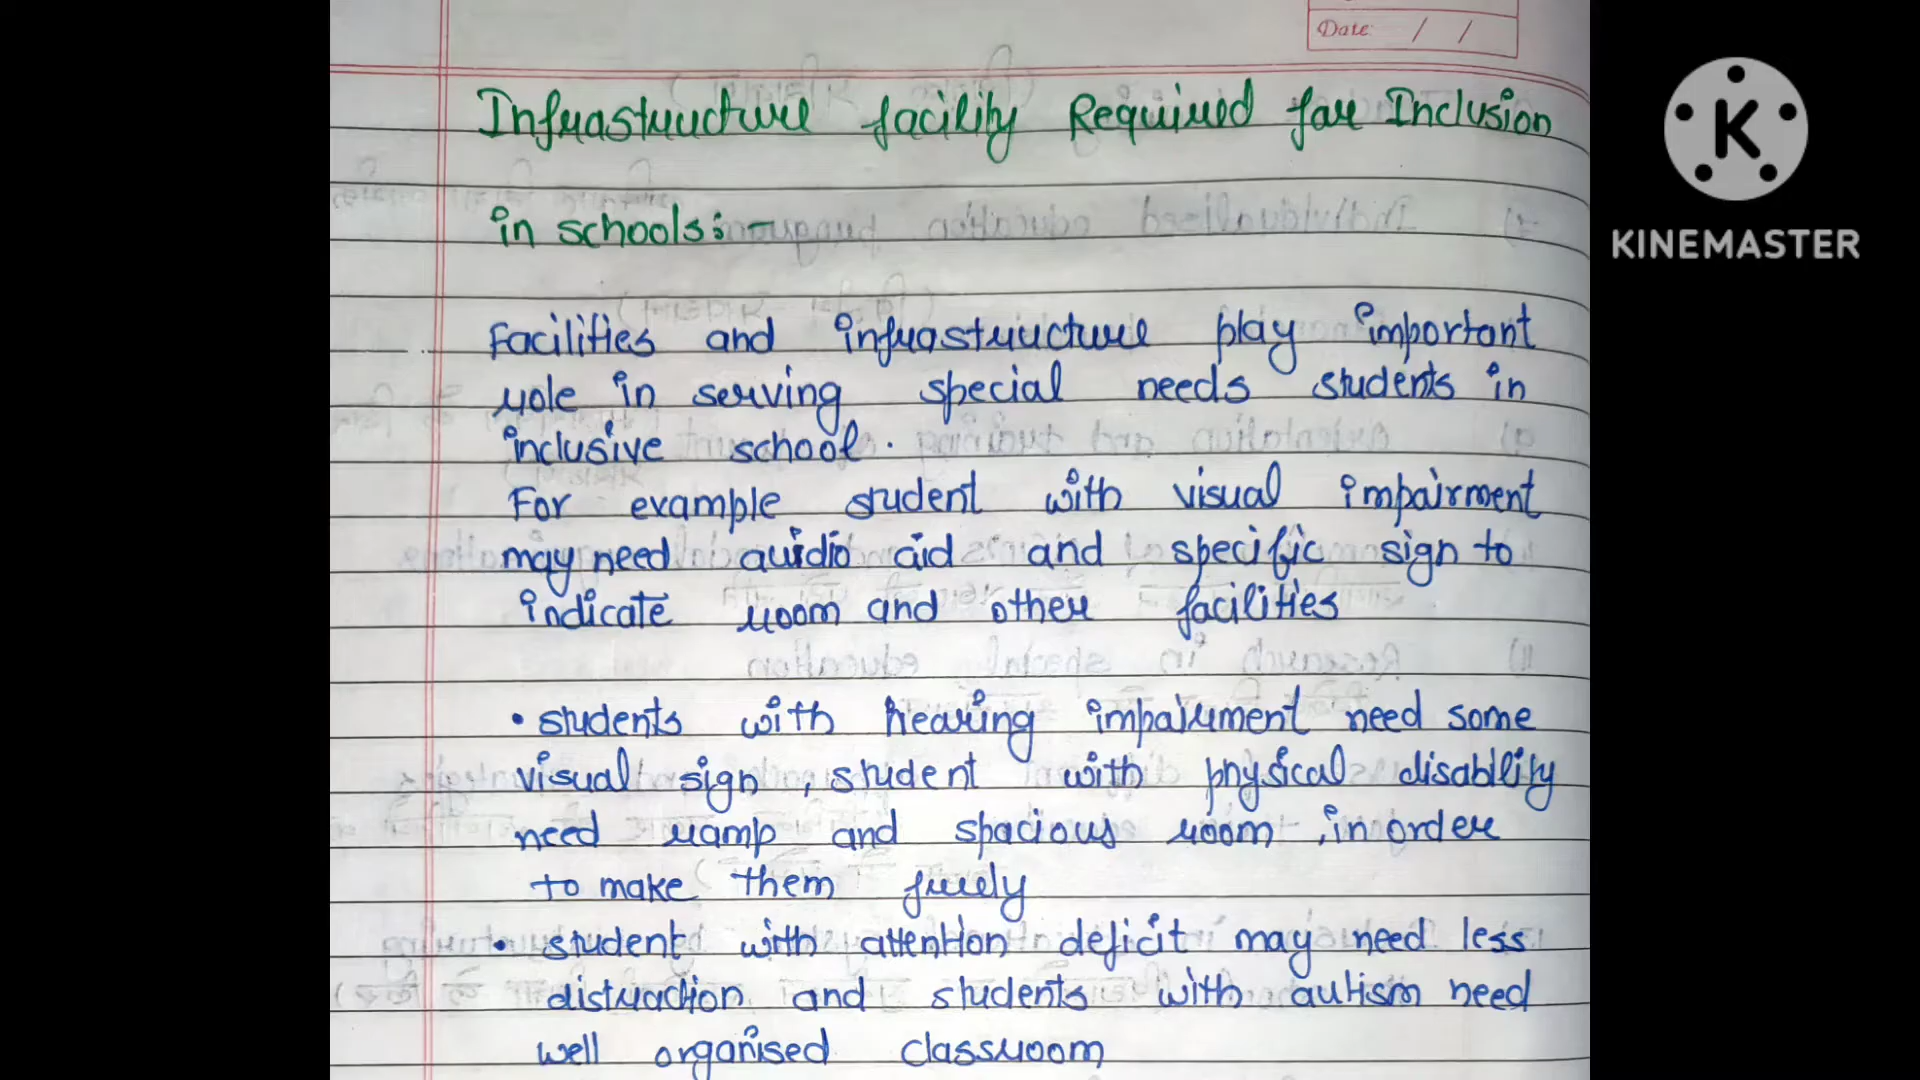 Date / /
Infrastructure facility Required for Inclusion
in schools:-
Facilities and infrastructure play important
role in serving special needs students in
inclusive school.
For example student with visual impairment
may need auidio aid and specific sign to
indicate room and other facilities
• students with hearing impairment need some
visual sign, student with physical disability
need ramp and spacious room, in order
to make them freely
• student with attention deficit may need less
distraction and students with autism need
well organised classroom
K
KINEMASTER